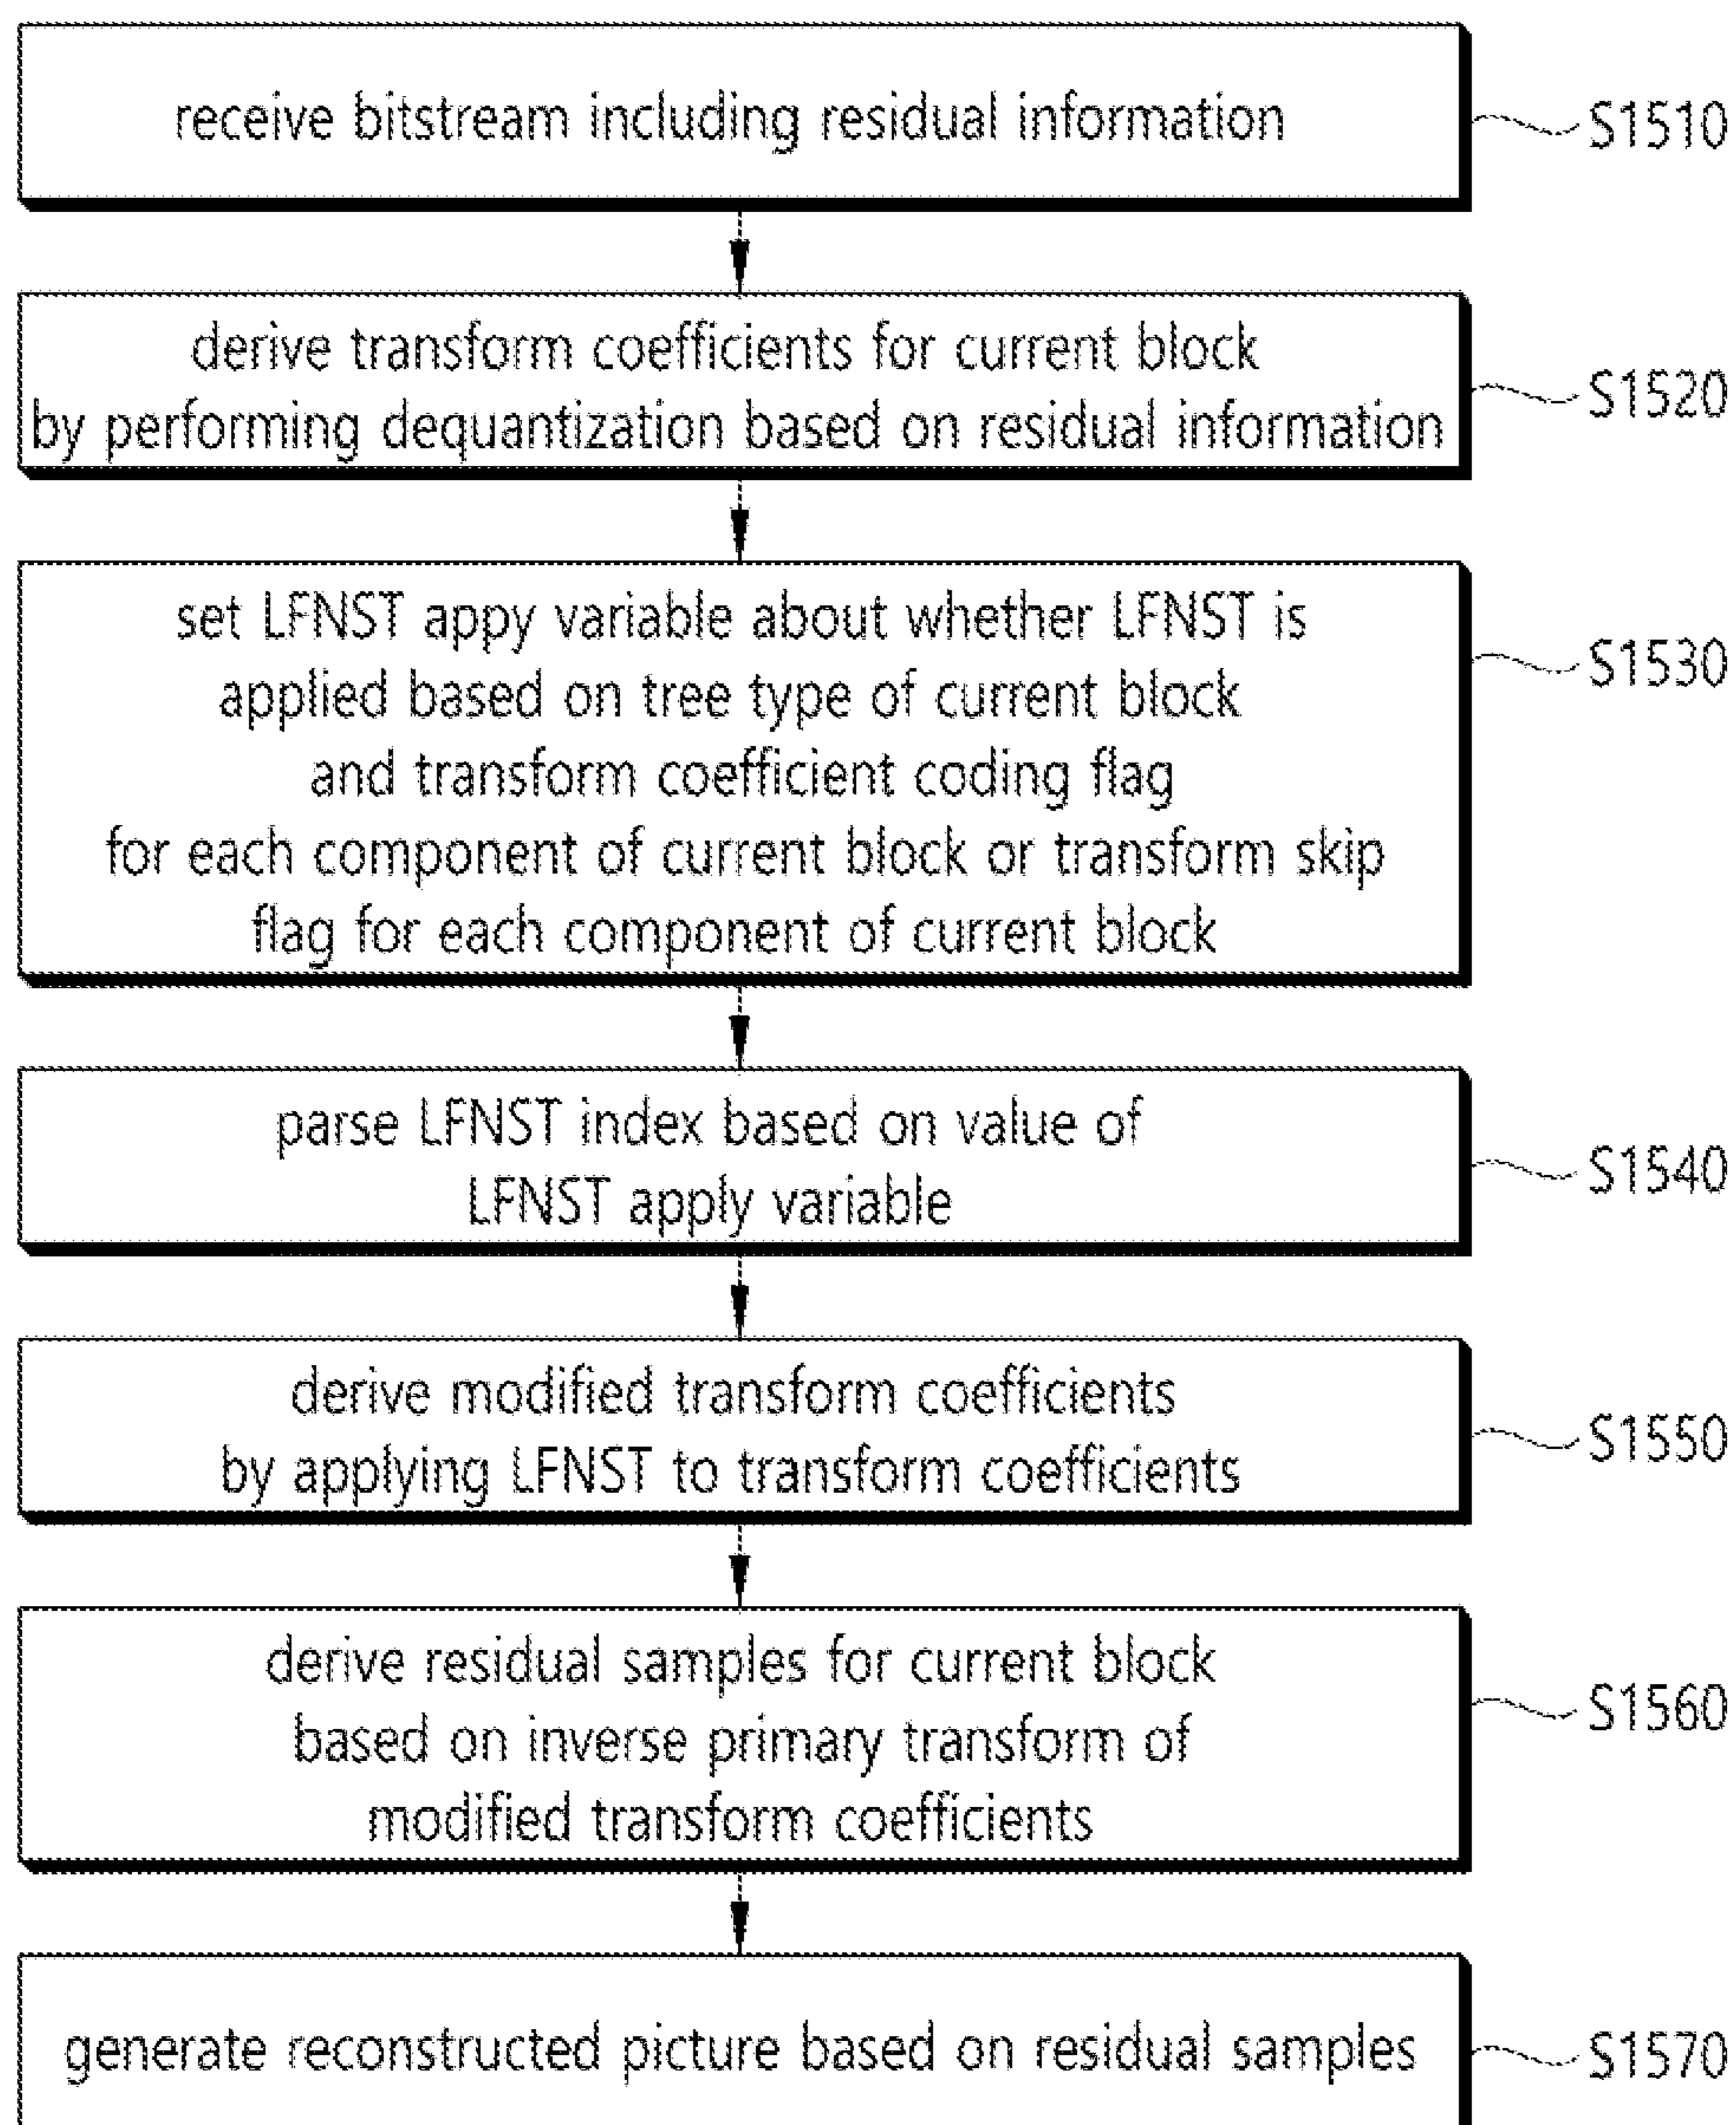 receive bitstream including residual information
S1510
derive transform coefficients for current block
by performing dequantization based on residual information
S1520
set LFNST appy variable about whether LFNST is
applied based on tree type of current block
and transform coefficient coding flag
for each component of current block or transform skip
flag for each component of current block
S1530
parse LFNST index based on value of
LFNST apply variable
S1540
derive modified transform coefficients
by applying LFNST to transform coefficients
S1550
derive residual samples for current block
based on inverse primary transform of
modified transform coefficients
S1560
generate reconstructed picture based on residual samples
S1570